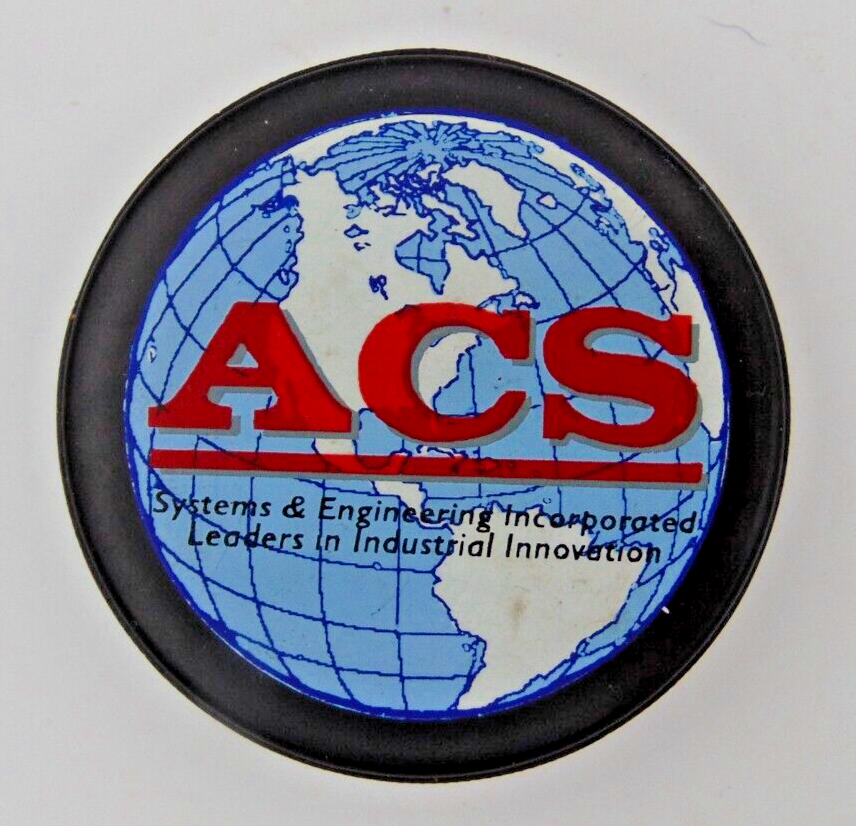 ACS
Systems & Engineering Incorporated
Leaders in Industrial Innovation